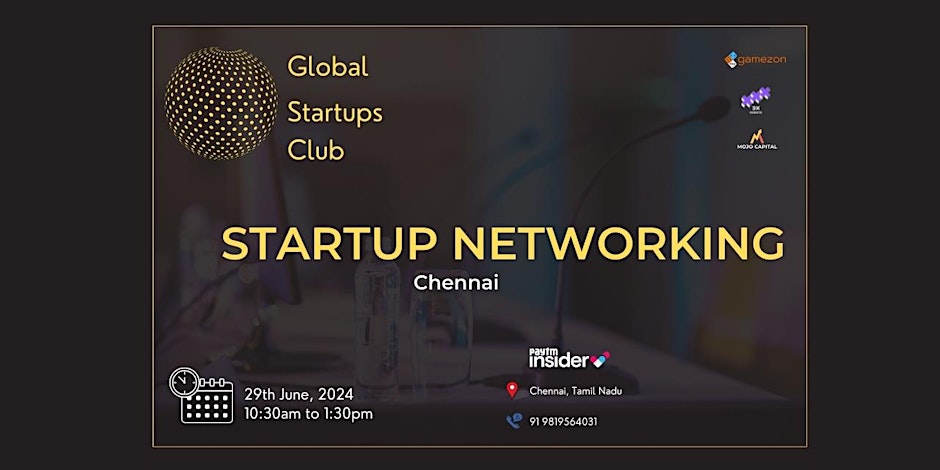 Global
Startups
Club
gamezon
3X
MOJO CAPITAL
STARTUP NETWORKING
Chennai
29th June, 2024
10:30am to 1:30pm
paytm
insider
Chennai, Tamil Nadu
91 9819564031